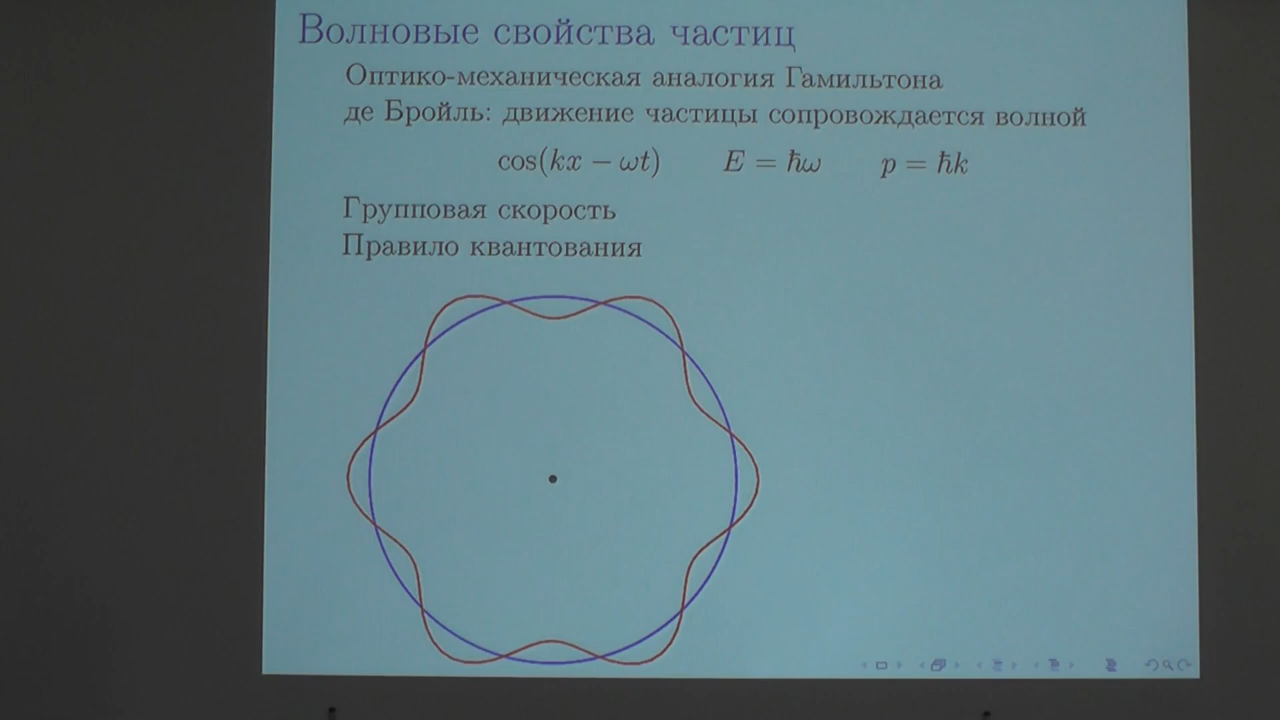 Волновые свойства частиц
Оптико-механическая аналогия Гамильтона
де Бройль: движение частицы сопровождается волной
cos(kx − ωt) E = ħω p = ħk
Групповая скорость
Правило квантования